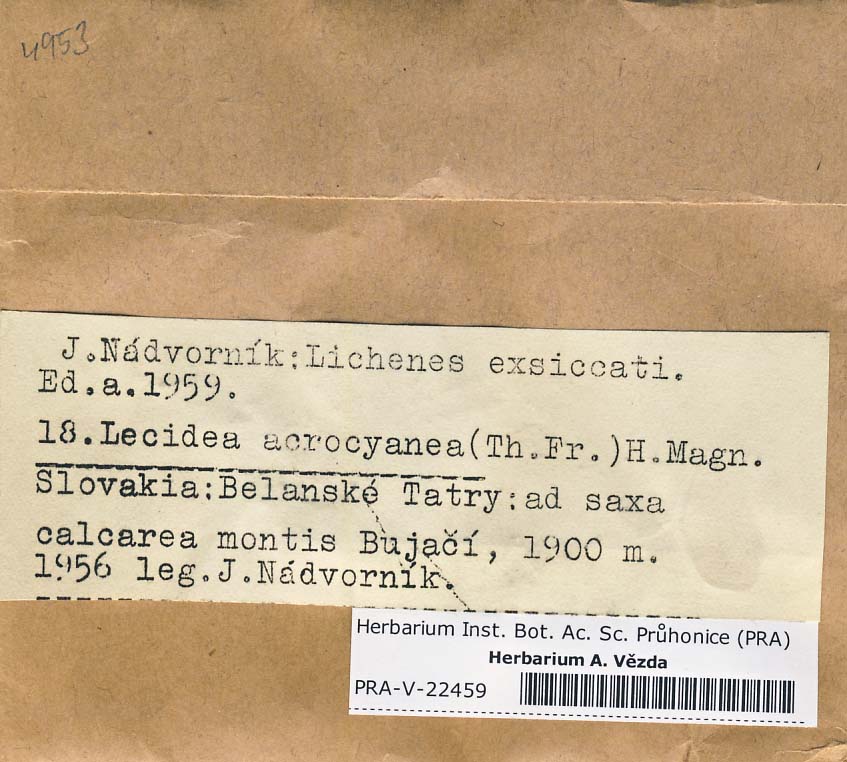 4953
J.Nádvorník:Lichenes exsiccati.
Ed.a.1959.
18.Lecidea acrocyanea(Th.Fr.)H.Magn.
Slovakia:Belanské Tatry:ad saxa
calcarea montis Bujačí, 1900 m.
1956 leg.J.Nádvorník.
Herbarium Inst. Bot. Ac. Sc. Průhonice (PRA)
Herbarium A. Vězda
PRA-V-22459